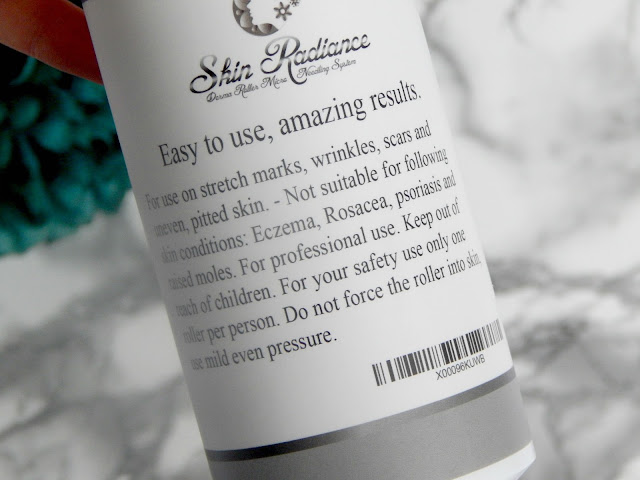 Skin Radiance
Derma Roller Micro Needling System
Easy to use, amazing results.
For use on stretch marks, wrinkles, scars and
uneven, pitted skin. - Not suitable for following
skin conditions: Eczema, Rosacea, psoriasis and
raised moles. For professional use. Keep out of
reach of children. For your safety use only one
roller per person. Do not force the roller into skin,
use mild even pressure.
X00096KUWB